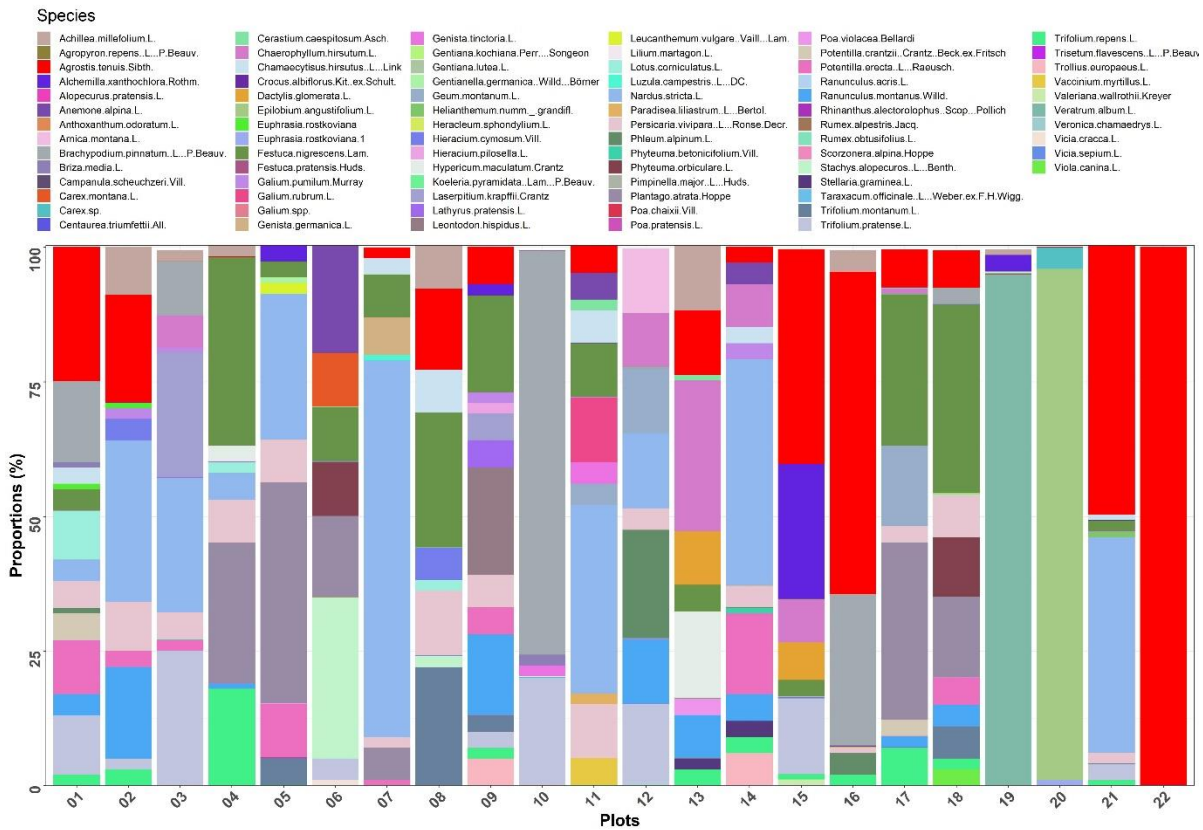 Species
Achillea.millefolium.L.
Agropyron.repens..L...P.Beauv.
Agrostis.tenuis.Sibth.
Alchemilla.xanthochlora.Rothm.
Alopecurus.pratensis.L.
Anemone.alpina.L.
Anthoxanthum.odoratum.L.
Arnica.montana.L.
Brachypodium.pinnatum..L...P.Beauv.
Briza.media.L.
Campanula.scheuchzeri.Vill.
Carex.montana.L.
Carex.sp.
Centaurea.triumfettii.All.
Cerastium.caespitosum.Asch.
Chaerophyllum.hirsutum.L.
Chamaecytisus.hirsutus..L...Link
Crocus.albiflorus.Kit..ex.Schult.
Dactylis.glomerata.L.
Epilobium.angustifolium.L.
Euphrasia.rostkoviana
Euphrasia.rostkoviana.1
Festuca.nigrescens.Lam.
Festuca.pratensis.Huds.
Galium.pumilum.Murray
Galium.rubrum.L.
Galium.spp.
Genista.germanica.L.
Genista.tinctoria.L.
Gentiana.kochiana.Perr....Songeon
Gentiana.lutea.L.
Gentianella.germanica..Willd...Börner
Geum.montanum.L.
Helianthemum.numm._.grandifl.
Heracleum.sphondylium.L.
Hieracium.cymosum.Vill.
Hieracium.pilosella.L.
Hypericum.maculatum.Crantz
Koeleria.pyramidata..Lam...P.Beauv.
Laserpitium.krapffii.Crantz
Lathyrus.pratensis.L.
Leontodon.hispidus.L.
Leucanthemum.vulgare..Vaill...Lam.
Lilium.martagon.L.
Lotus.corniculatus.L.
Luzula.campestris..L...DC.
Nardus.stricta.L.
Paradisea.liliastrum..L...Bertol.
Persicaria.vivipara..L...Ronse.Decr.
Phleum.alpinum.L.
Phyteuma.betonicifolium.Vill.
Phyteuma.orbiculare.L.
Pimpinella.major..L...Huds.
Plantago.atrata.Hoppe
Poa.chaixii.Vill.
Poa.pratensis.L.
Poa.violacea.Bellardi
Potentilla.crantzii..Crantz..Beck.ex.Fritsch
Potentilla.erecta..L...Raeusch.
Ranunculus.acris.L.
Ranunculus.montanus.Willd.
Rhinanthus.alectorolophus..Scop...Pollich
Rumex.alpestris.Jacq.
Rumex.obtusifolius.L.
Scorzonera.alpina.Hoppe
Stachys.alopecuros..L...Benth.
Stellaria.graminea.L.
Taraxacum.officinale..L...Weber.ex.F.H.Wigg.
Trifolium.montanum.L.
Trifolium.pratense.L.
Trifolium.repens.L.
Trisetum.flavescens..L...P.Beauv
Trollius.europaeus.L.
Vaccinium.myrtillus.L.
Valeriana.wallrothii.Kreyer
Veratrum.album.L.
Veronica.chamaedrys.L.
Vicia.cracca.L.
Vicia.sepium.L.
Viola.canina.L.
Proportions (%)
100
75
50
25
0
01 02 03 04 05 06 07 08 09 10 11 12 13 14 15 16 17 18 19 20 21 22
Plots